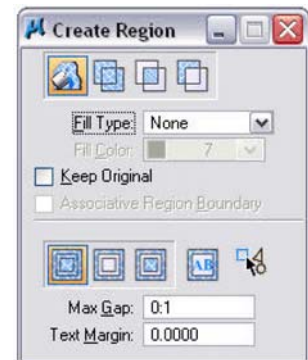 Create Region
Fill Type: None
Fill Color: 7
Keep Original
Associative Region Boundary
AB
Max Gap: 0:1
Text Margin: 0.0000